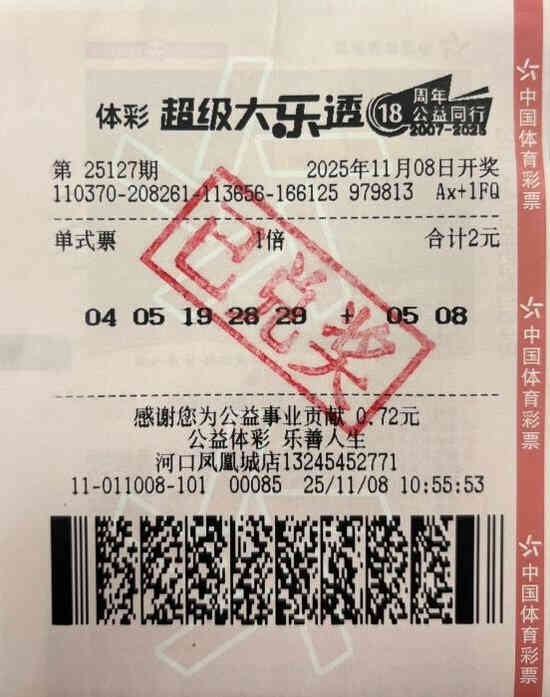 体彩 超级大乐透 18 周年
公益同行
2007-2025
第 25127期 2025年11月08日开奖
110370-208261-113656-166125 979813 Ax+1FQ
单式票 1倍 合计2元
04 05 19 28 29 + 05 08
已兑奖
感谢您为公益事业贡献 0.72元
公益体彩 乐善人生
河口凤凰城店13245452771
11-011008-101 00085 25/11/08 10:55:53
中国体育彩票
中国体育彩票
中国体育彩票